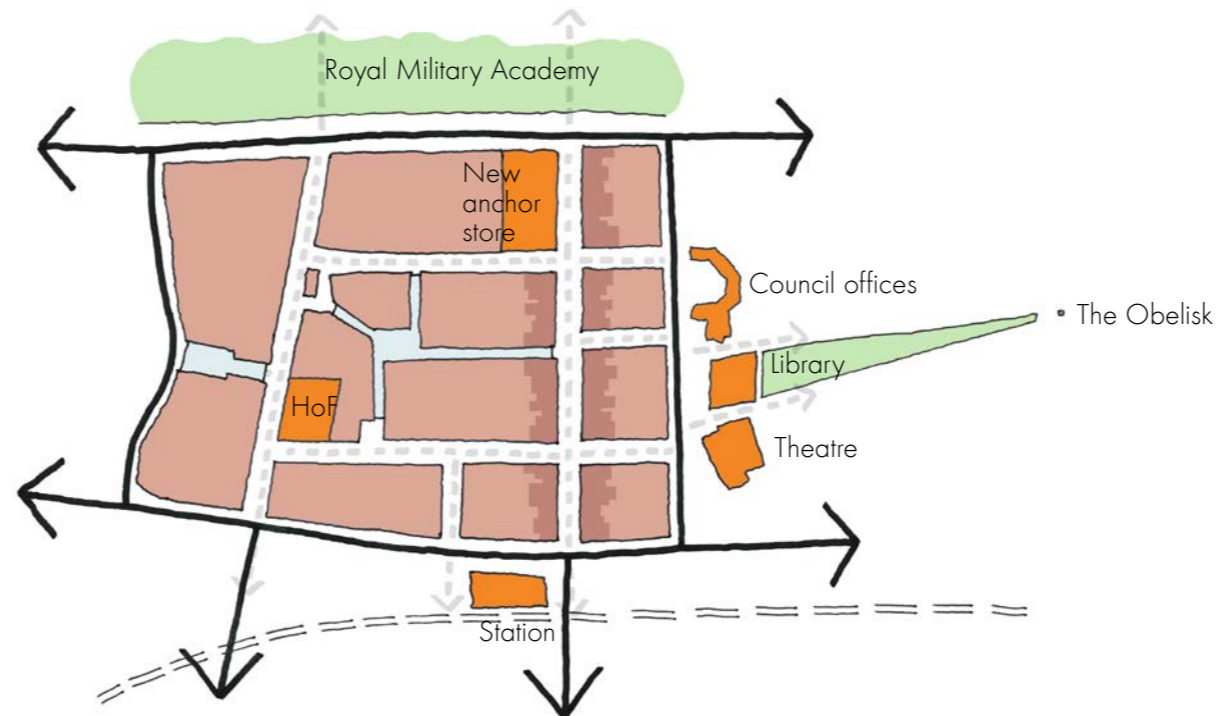 Royal Military Academy
New
anchor
store
Council offices
The Obelisk
Library
HoF
Theatre
Station